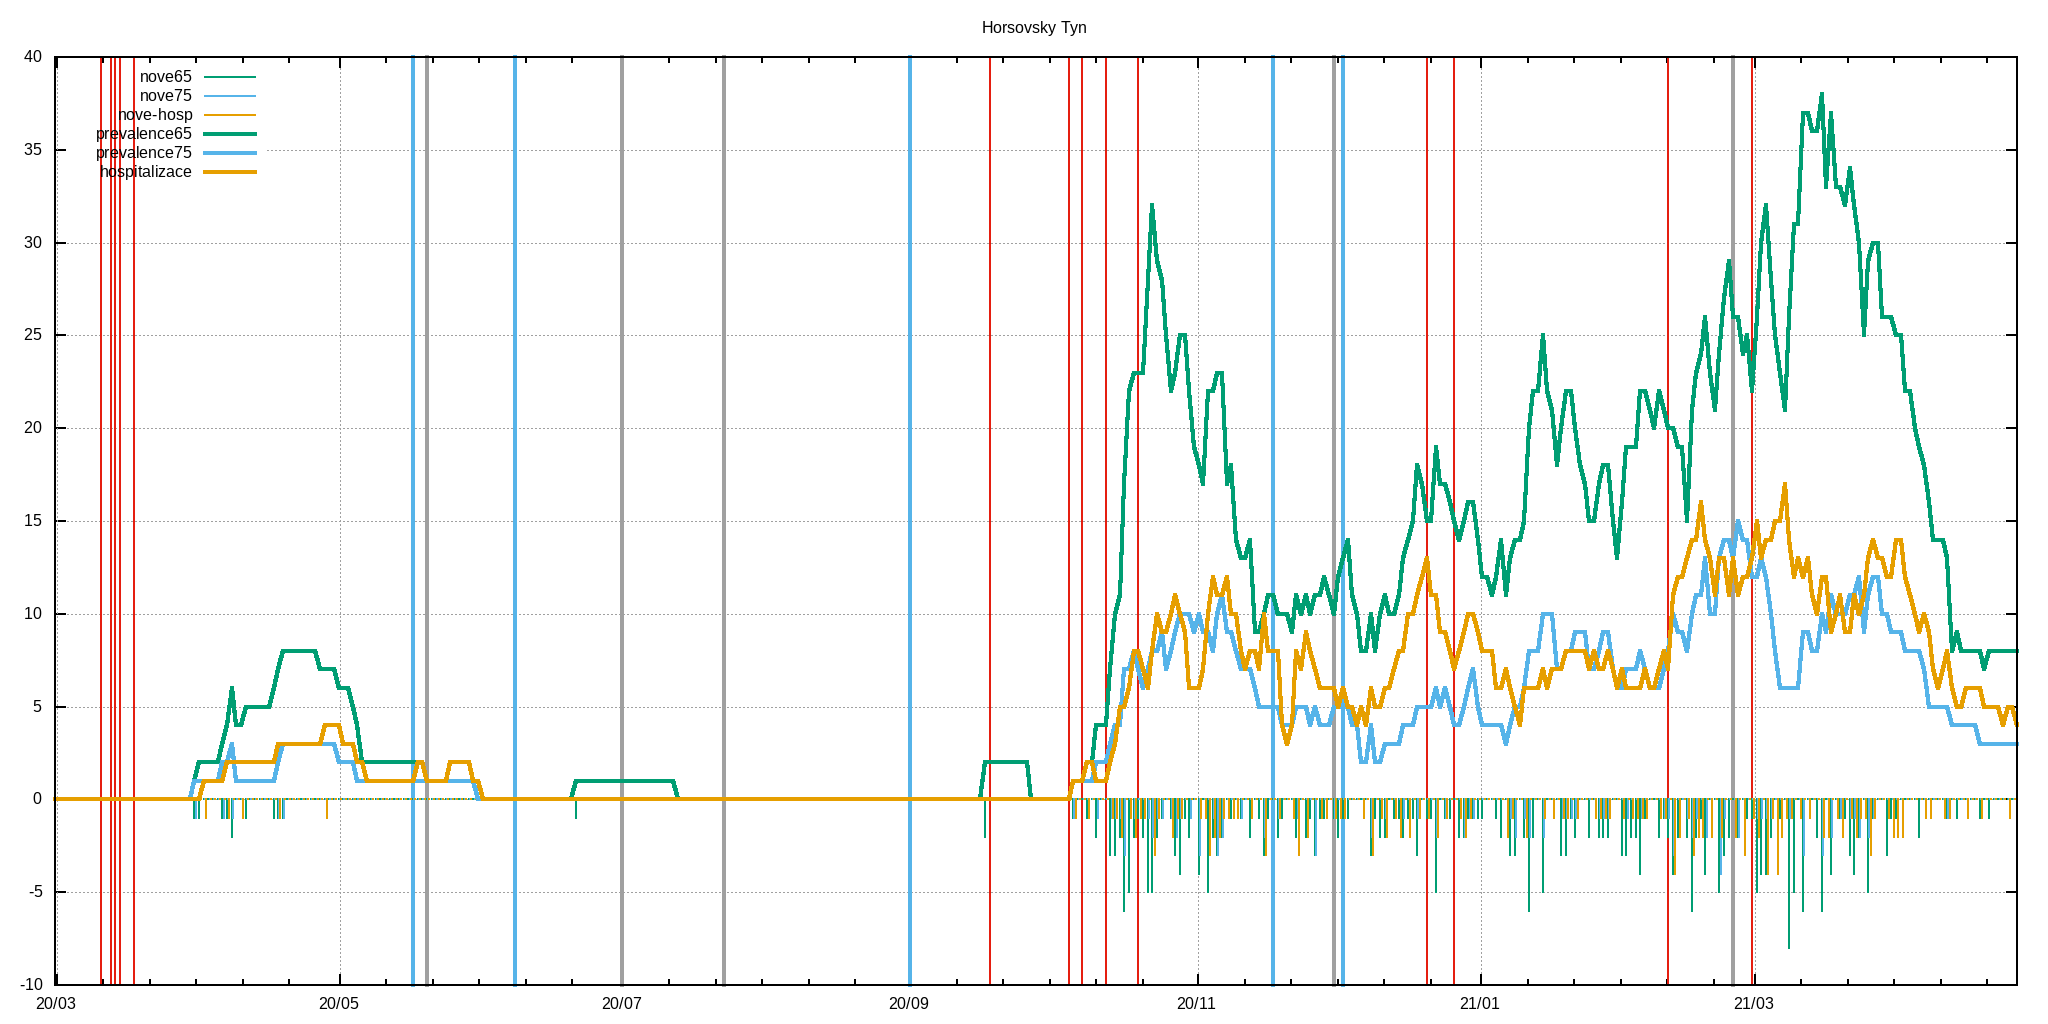 Horsovsky Tyn
40
35
30
25
20
15
10
5
0
-5
-10
nove65
nove75
nove-hosp
prevalence65
prevalence75
hospitalizace
20/03 20/05 20/07 20/09 20/11 21/01 21/03